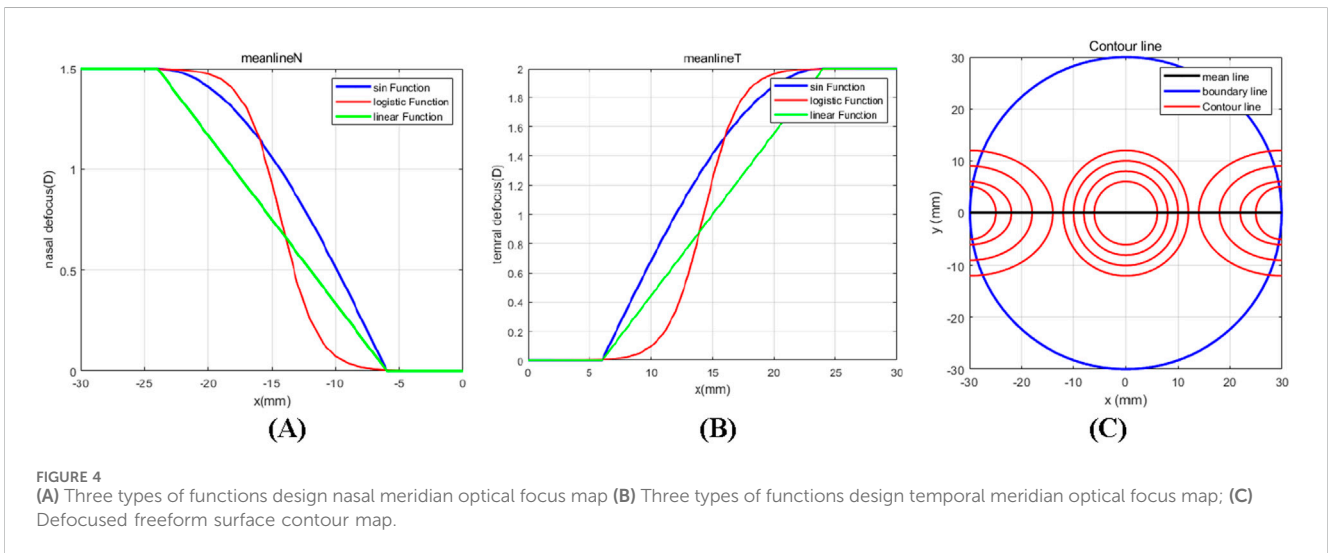 meanlineN
sin Function
logistic Function
linear Function
nasal defocus(D)
1.5
1
0.5
0
-30
-25
-20
-15
-10
-5
0
x(mm)
(A)
meanlineT
sin Function
logistic Function
linear Function
temral defocus(D)
2
1.8
1.6
1.4
1.2
1
0.8
0.6
0.4
0.2
0
0
5
10
15
20
25
30
x(mm)
(B)
Contour line
mean line
boundary line
Contour line
y (mm)
30
20
10
0
-10
-20
-30
-30
-20
-10
0
10
20
30
x (mm)
(C)
FIGURE 4
(A) Three types of functions design nasal meridian optical focus map (B) Three types of functions design temporal meridian optical focus map; (C)
Defocused freeform surface contour map.